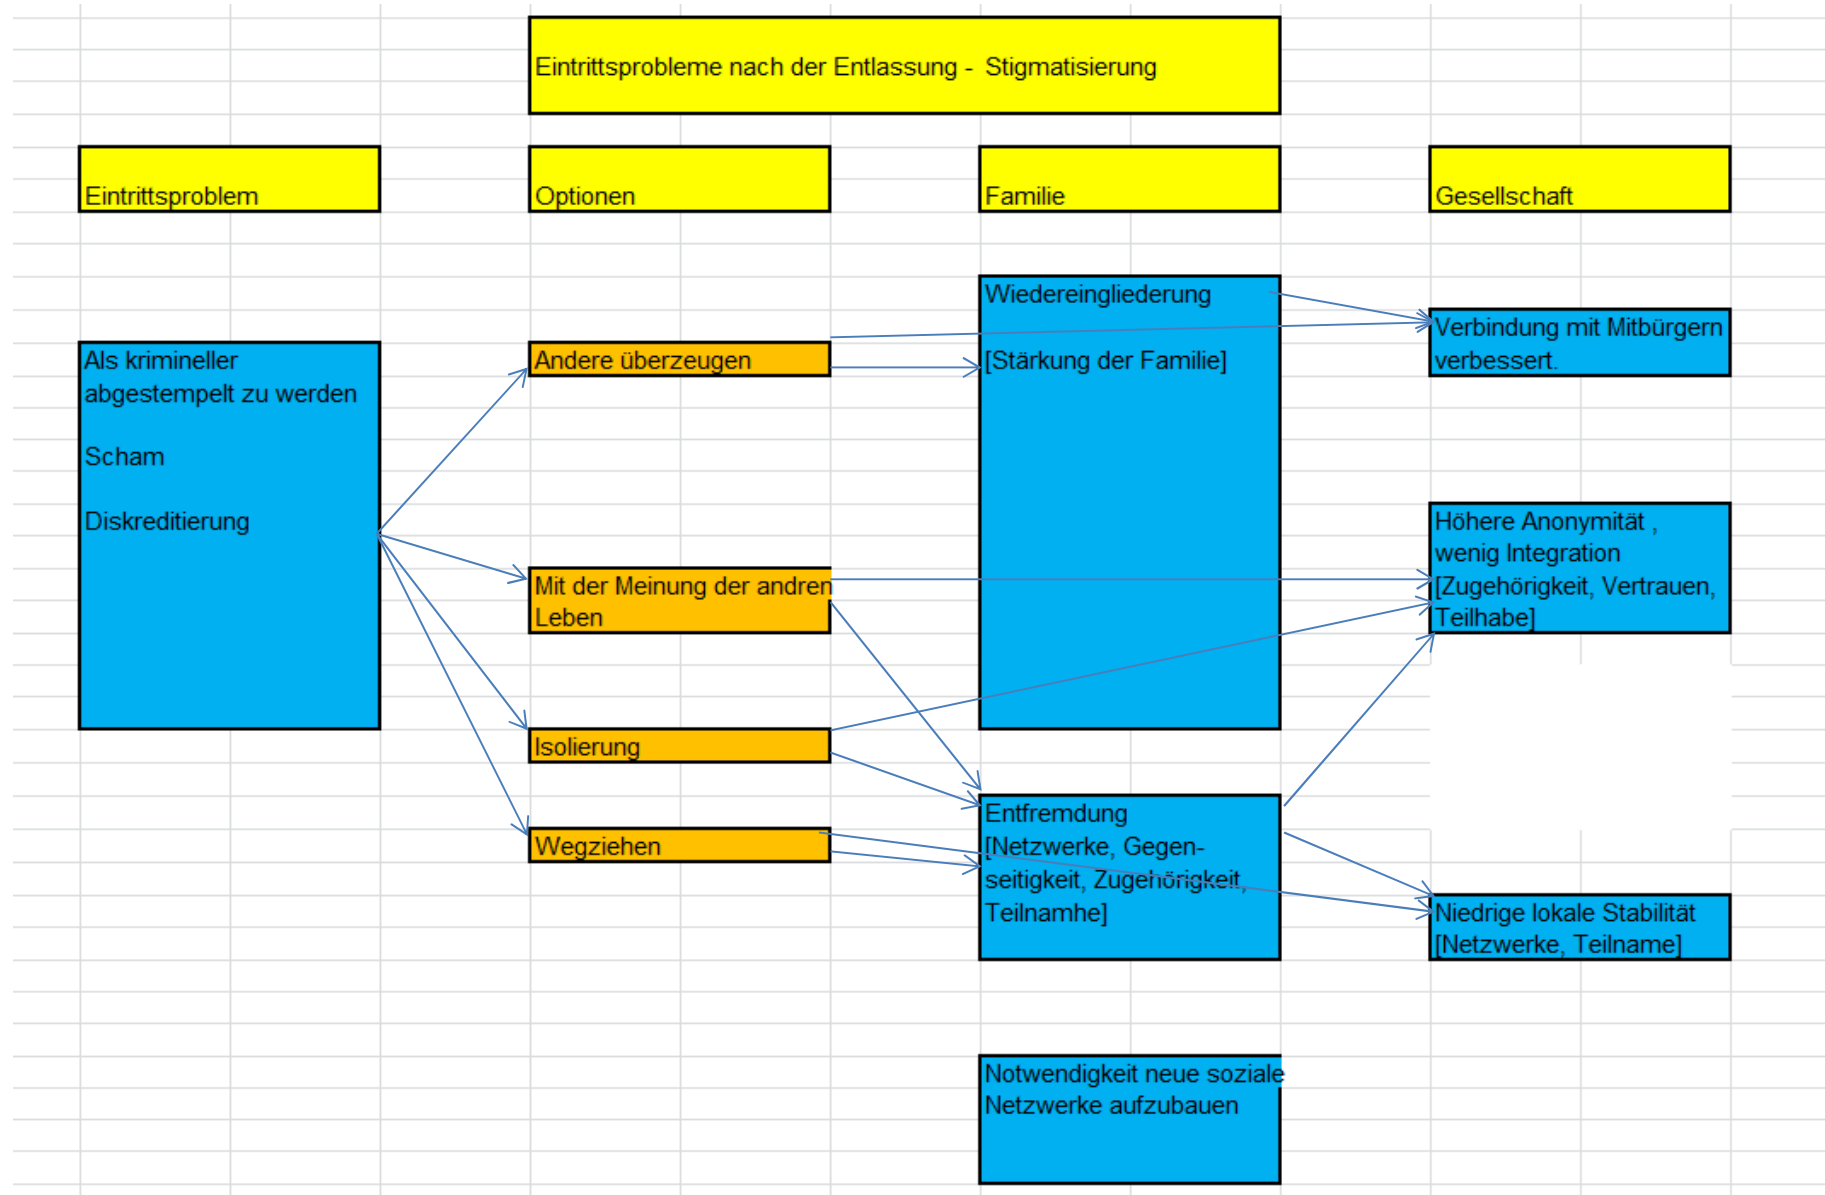 Eintrittsprobleme nach der Entlassung -  Stigmatisierung
Eintrittsproblem
Optionen
Familie
Gesellschaft
Als krimineller
abgestempelt zu werden
Scham
Diskreditierung
Andere überzeugen
Mit der Meinung der andren
Leben
Isolierung
Wegziehen
Wiedereingliederung
[Stärkung der Familie]
Entfremdung
[Netzwerke, Gegen-
seitigkeit, Zugehörigkeit,
Teilnamhe]
Notwendigkeit neue soziale
Netzwerke aufzubauen
Verbindung mit Mitbürgern
verbessert.
Höhere Anonymität ,
wenig Integration
[Zugehörigkeit, Vertrauen,
Teilhabe]
Niedrige lokale Stabilität
[Netzwerke, Teilname]